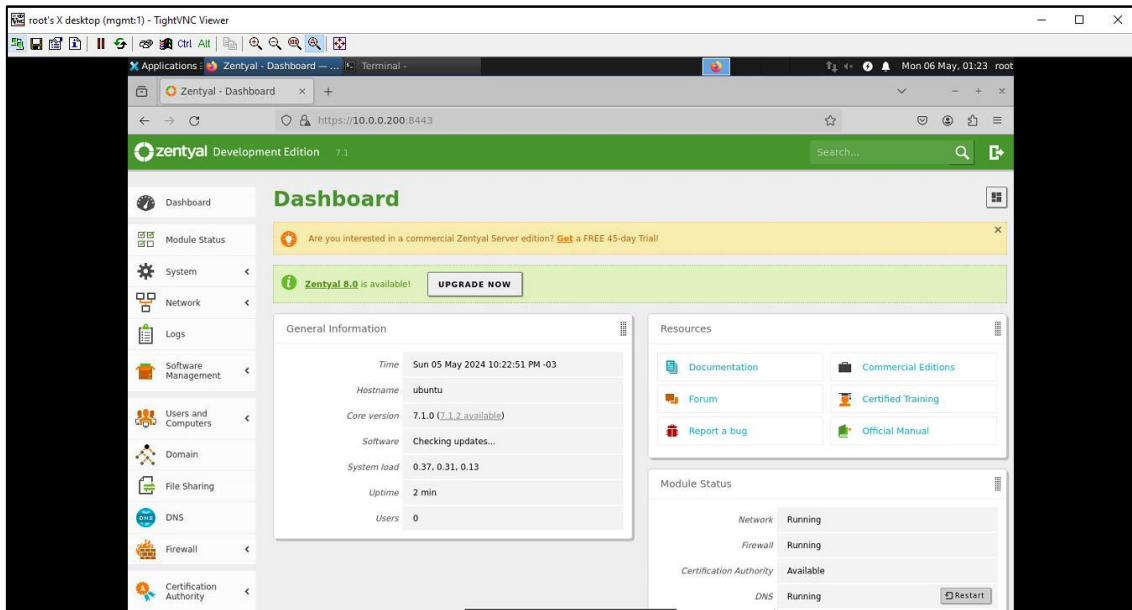 root's X desktop (mgmt:1) - TightVNC Viewer
Ctrl Alt
Applications Zentyal - Dashboard — ... Terminal - Mon 06 May, 01:23 root
Zentyal - Dashboard
https://10.0.0.200:8443
zentyal Development Edition 7.1 Search...
Dashboard
Module Status
System
Network
Logs
Software
Management
Users and
Computers
Domain
File Sharing
DNS
DNS
Firewall
Certification
Authority
Dashboard
Are you interested in a commercial Zentyal Server edition? Get a FREE 45-day Trial!
Zentyal 8.0 is available! UPGRADE NOW
General Information
Time Sun 05 May 2024 10:22:51 PM -03
Hostname ubuntu
Core version 7.1.0 (7.1.2 available)
Software Checking updates...
System load 0.37, 0.31, 0.13
Uptime 2 min
Users 0
Resources
Documentation Commercial Editions
Forum Certified Training
Report a bug Official Manual
Module Status
Network Running
Firewall Running
Certification Authority Available
DNS Running Restart